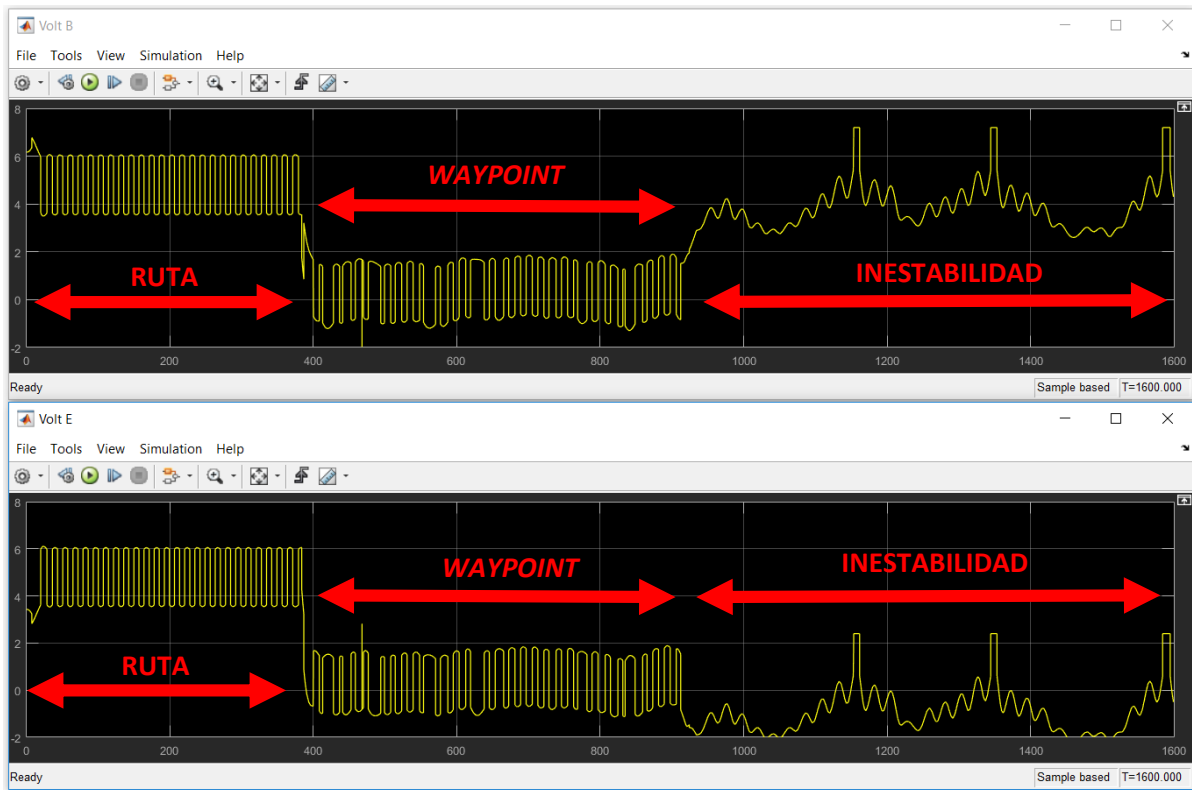 Volt B
File Tools View Simulation Help
8
6
4
2
0
-2
WAYPOINT
RUTA
INESTABILIDAD
0 200 400 600 800 1000 1200 1400 1600
Ready
Sample based T=1600.000
Volt E
File Tools View Simulation Help
8
6
4
2
0
-2
INESTABILIDAD
WAYPOINT
RUTA
0 200 400 600 800 1000 1200 1400 1600
Ready
Sample based T=1600.000